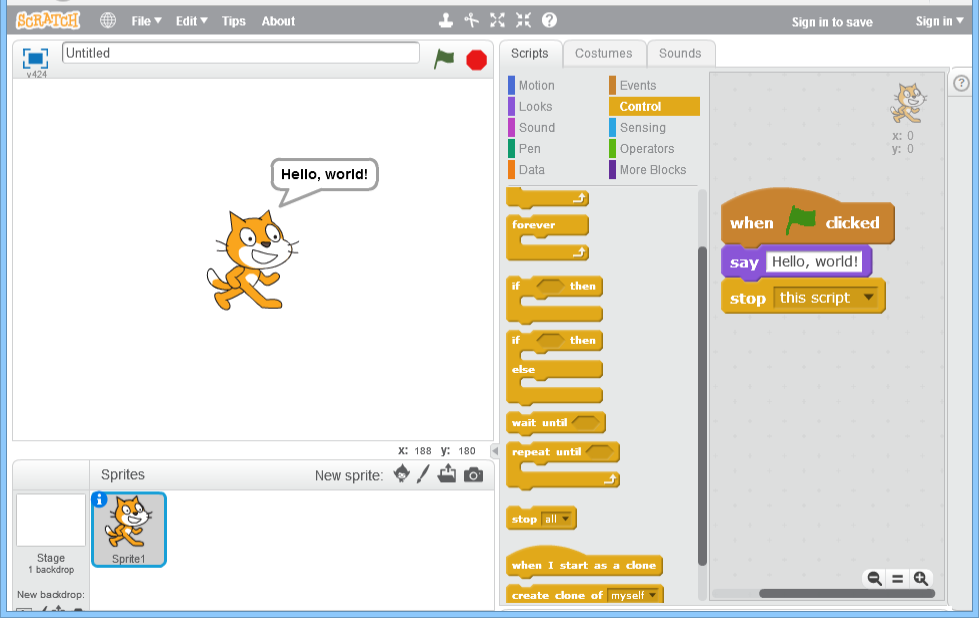 SCRATCH File Edit Tips About Sign in to save Sign in
v424 Untitled
Scripts Costumes Sounds
Motion Events
Looks Control
Sound Sensing
Pen Operators
Data More Blocks
x: 0
y: 0
Hello, world!
when clicked
say Hello, world!
stop this script
forever
if then
if then
else
wait until
repeat until
stop all
when I start as a clone
create clone of myself
x: 188 y: 180
Sprites New sprite:
Stage
1 backdrop
New backdrop:
Sprite1